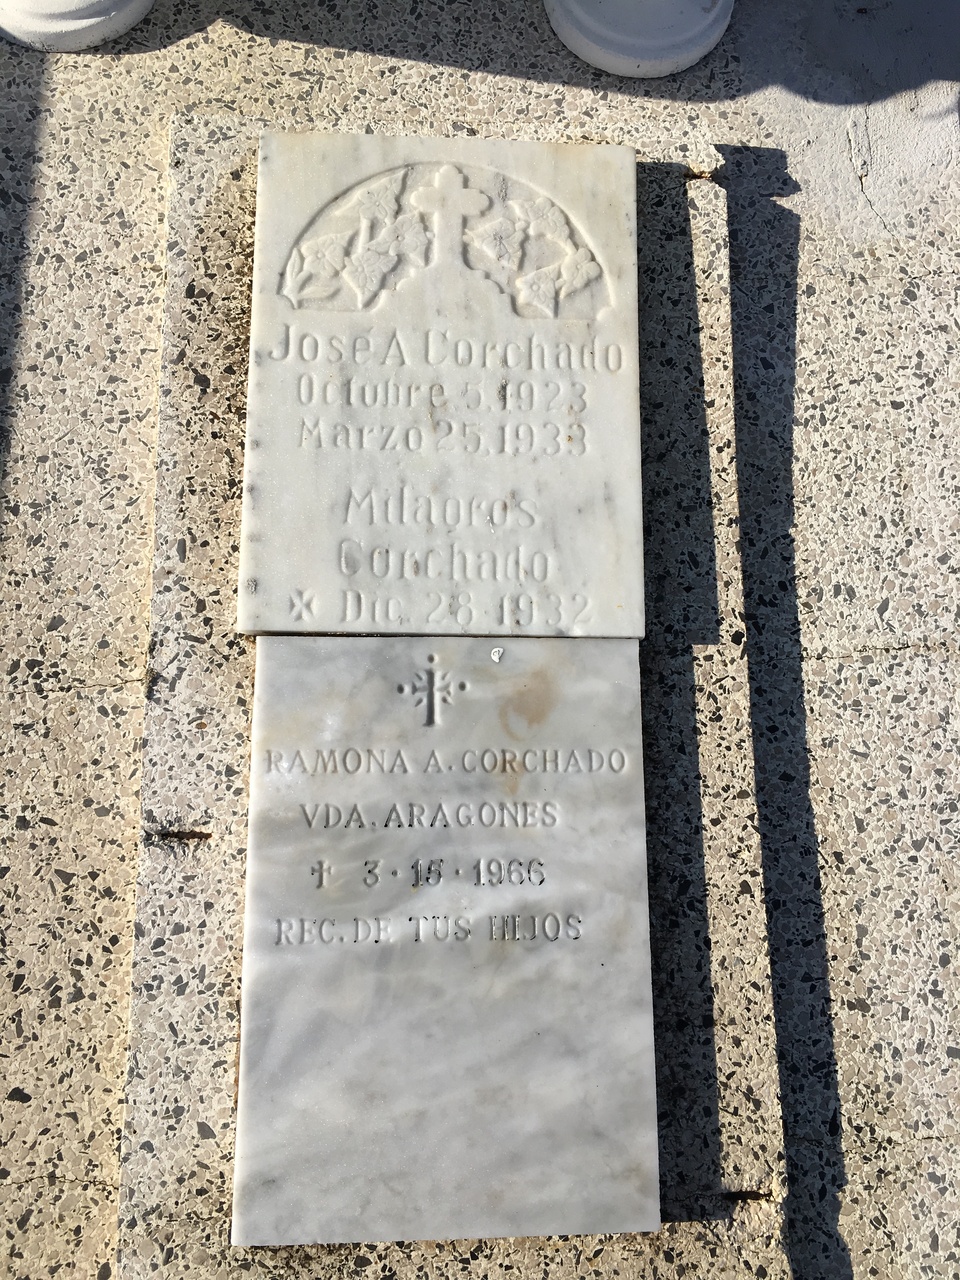 José A Corchado
Octubre 5, 1923
Marzo 25, 1933
Milagros
Corchado
Dic. 28 · 1932
RAMONA A. CORCHADO
VDA. ARAGONES
3 · 15 · 1966
REC. DE TUS HIJOS